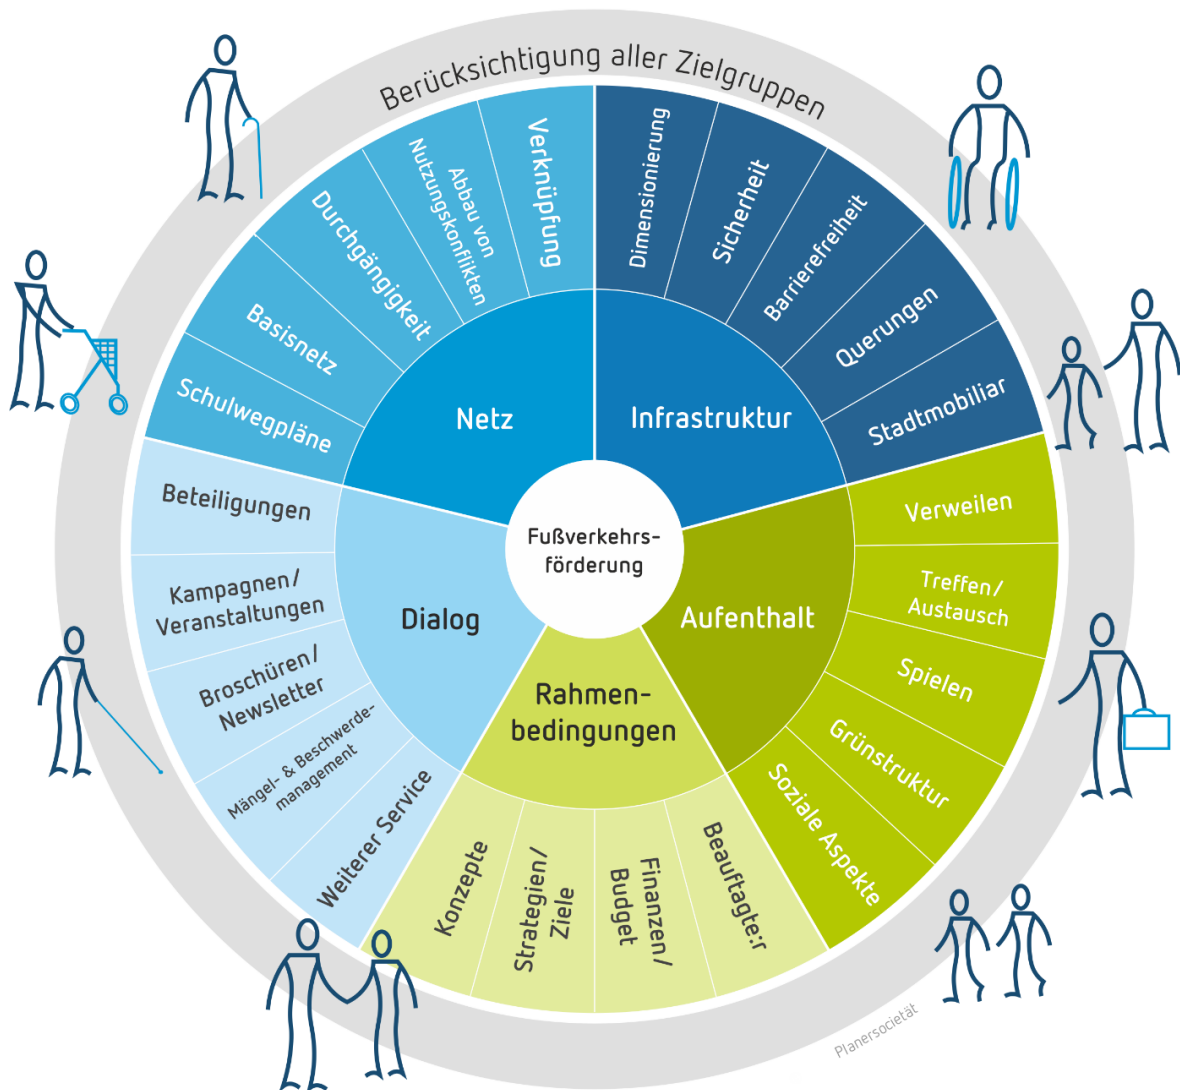 Berücksichtigung aller Zielgruppen
Verknüpfung
Abbau von
Nutzungskonflikten
Durchgängigkeit
Basisnetz
Schulwegpläne
Netz
Dimensionierung
Sicherheit
Barrierefreiheit
Querungen
Stadtmobiliar
Infrastruktur
Fußverkehrs-
förderung
Beteiligungen
Kampagnen/
Veranstaltungen
Broschüren/
Newsletter
Mängel- & Beschwerde-
management
Weiterer Service
Dialog
Verweilen
Treffen/
Austausch
Spielen
Grünstruktur
Soziale Aspekte
Aufenthalt
Rahmen-
bedingungen
Konzepte
Strategien/
Ziele
Finanzen/
Budget
Beauftagte:r
Planersocietät